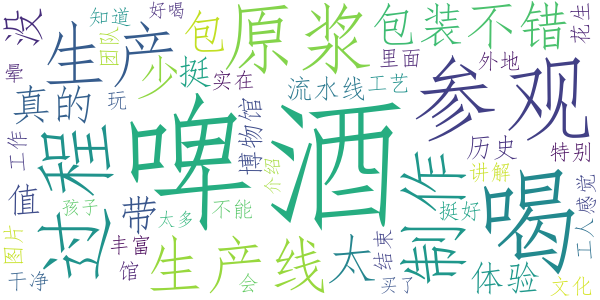 没
知道
好喝
包
原浆
包装
不错
花生
生产
团队
里面
外地
晕
少
挺
实在
流水线
工艺
参观
真的
玩
博物馆
啤酒
历史
特别
工作
过程
制作
讲解
喝
值
孩子
带
太多
不能
介绍
挺好
工人
感觉
图片
丰富
生产线
太
结束
体验
干净
馆
会
买了
文化